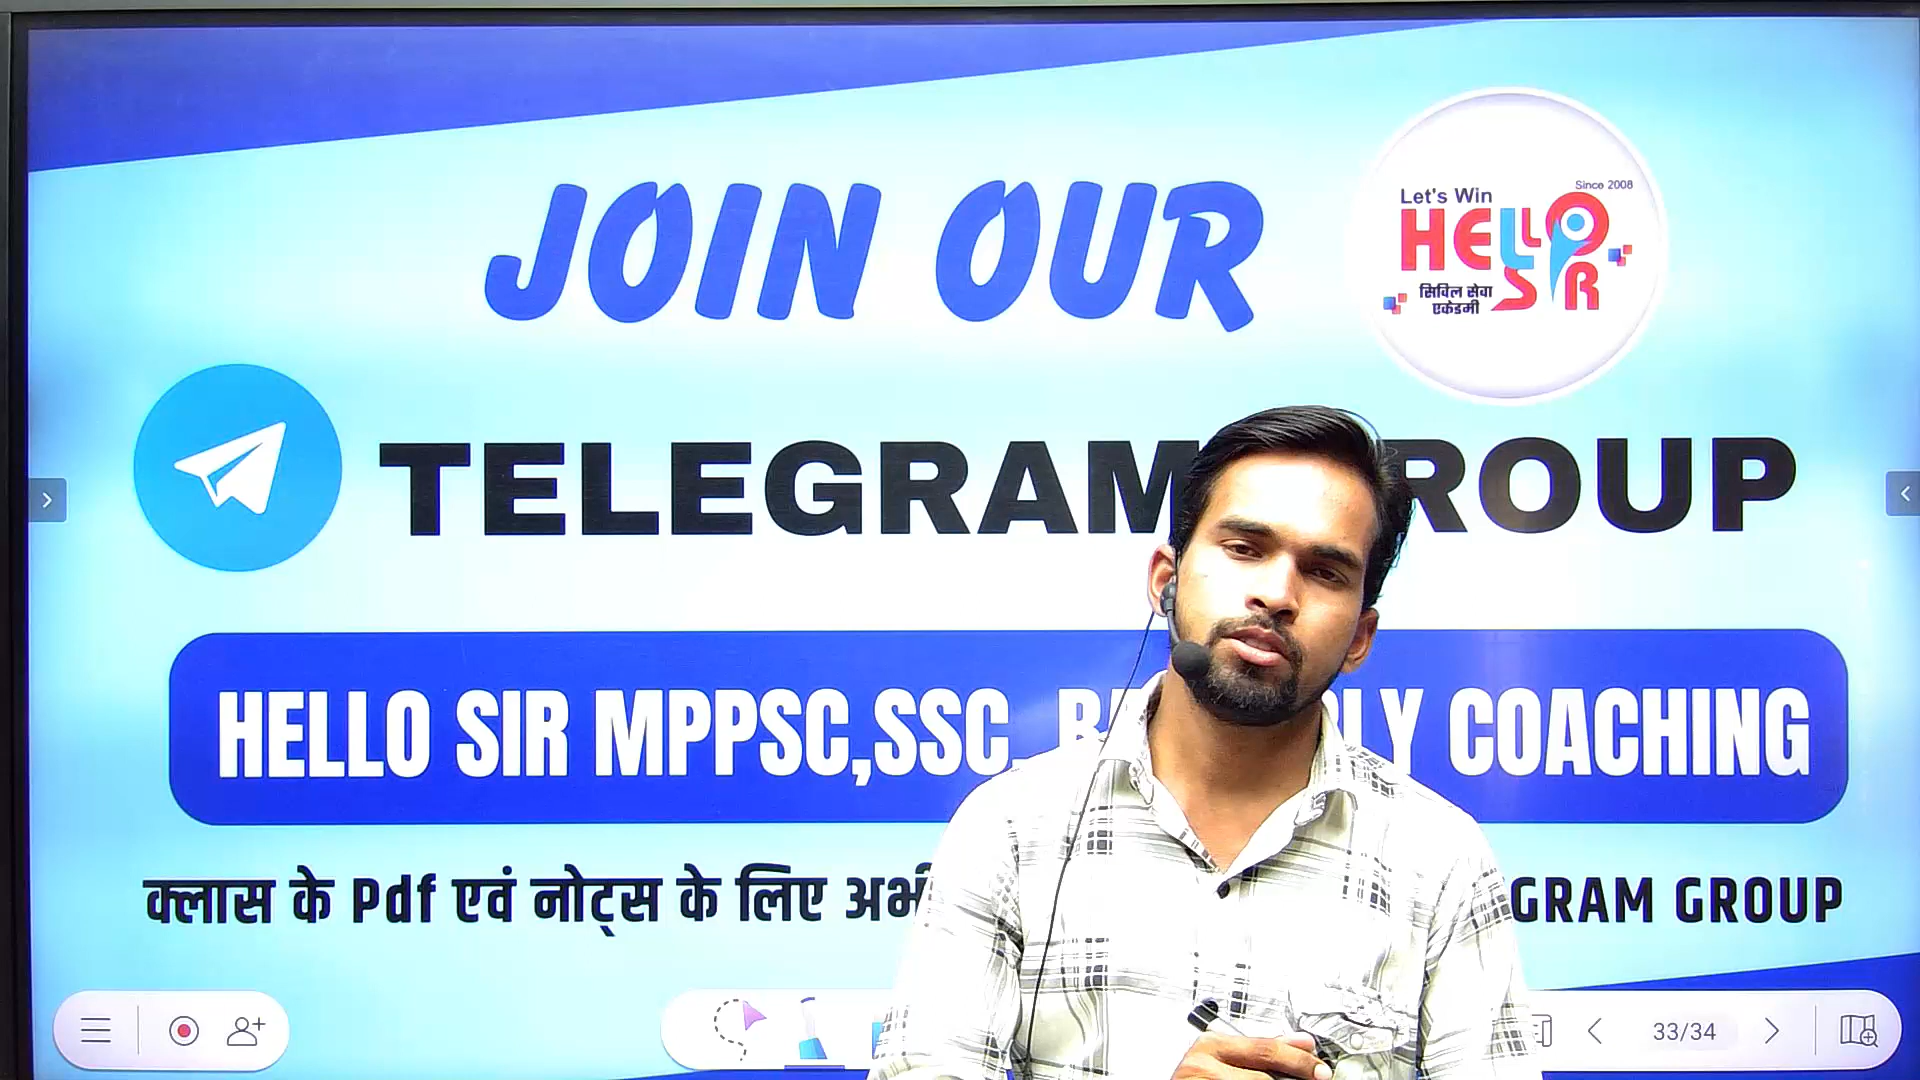 JOIN OUR
Let's Win
Since 2008
HELLO
SIR
सिविल सेवा
एकेडमी
TELEGRAM ROUP
HELLO SIR MPPSC,SSC, COACHING
क्लास के Pdf एवं नोट्स के लिए GRAM GROUP
33/34